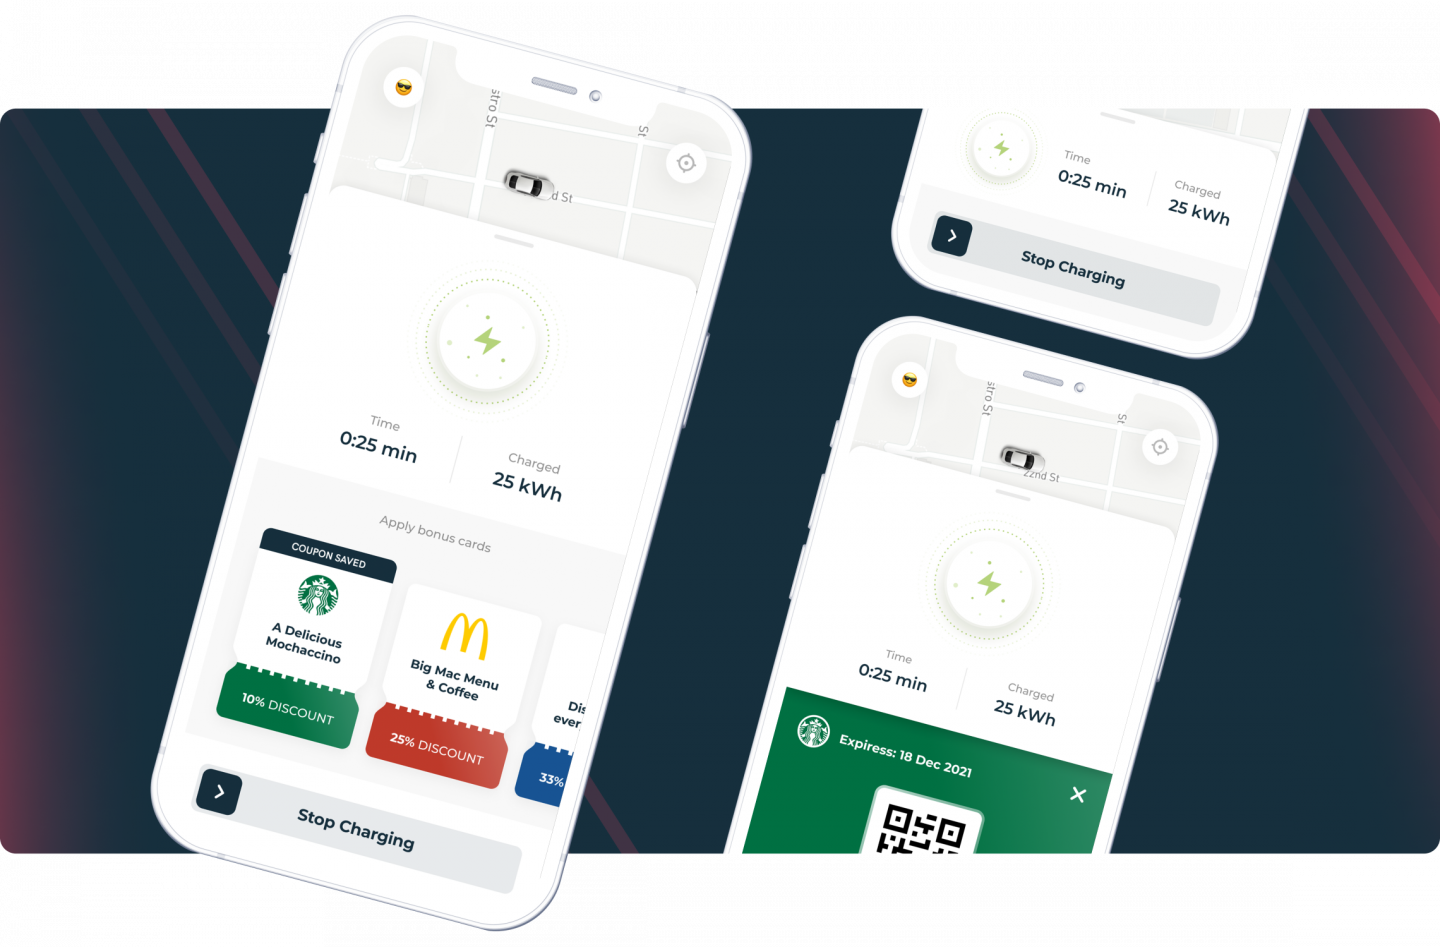 stro St
St
d St
Time
0:25 min
Charged
25 kWh
Apply bonus cards
COUPON SAVED
A Delicious
Mochaccino
10% DISCOUNT
Big Mac Menu
& Coffee
25% DISCOUNT
Dis
ever
33%
Stop Charging
Time
0:25 min
Charged
25 kWh
Stop Charging
stro St
St
22nd St
Time
0:25 min
Charged
25 kWh
Expiress: 18 Dec 2021